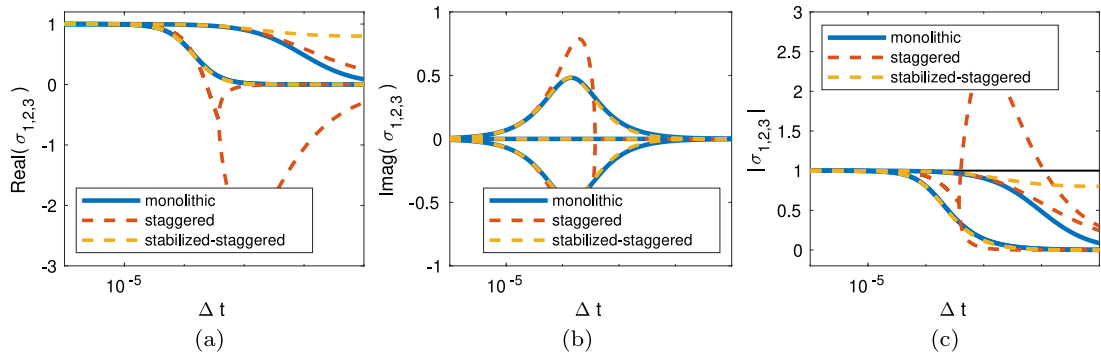 1
0
-1
-2
-3
Real( σ1,2,3)
monolithic
staggered
stabilized-staggered
10-5
Δ t
(a)
1
0.5
0
-0.5
-1
Imag( σ1,2,3)
monolithic
staggered
stabilized-staggered
10-5
Δ t
(b)
3
2.5
2
1.5
1
0.5
0
|σ1,2,3|
monolithic
staggered
stabilized-staggered
10-5
Δ t
(c)